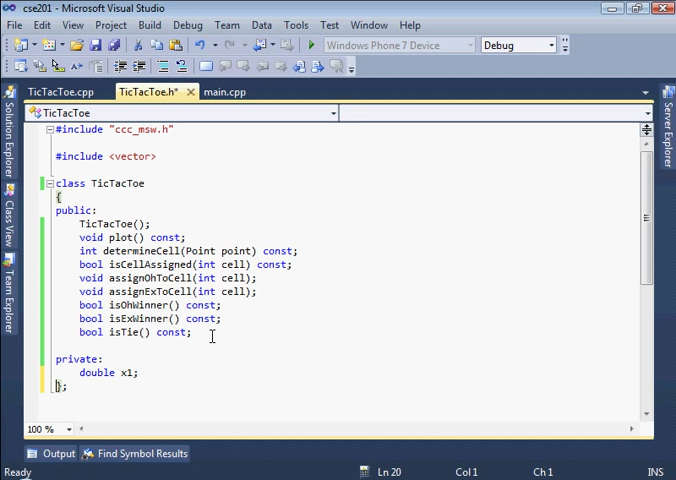 cse201 - Microsoft Visual Studio
File Edit View Project Build Debug Team Data Tools Test Window Help
Windows Phone 7 Device Debug
TicTacToe.cpp TicTacToe.h* main.cpp
TicTacToe
#include "ccc_msw.h"
#include <vector>
class TicTacToe
{
public:
TicTacToe();
void plot() const;
int determineCell(Point point) const;
bool isCellAssigned(int cell) const;
void assignOhToCell(int cell);
void assignExToCell(int cell);
bool isOhWinner() const;
bool isExWinner() const;
bool isTie() const;
private:
double x1;
};
100 %
Output Find Symbol Results
Ready Ln 20 Col 1 Ch 1 INS
Solution Explorer
Class View
Team Explorer
Server Explorer